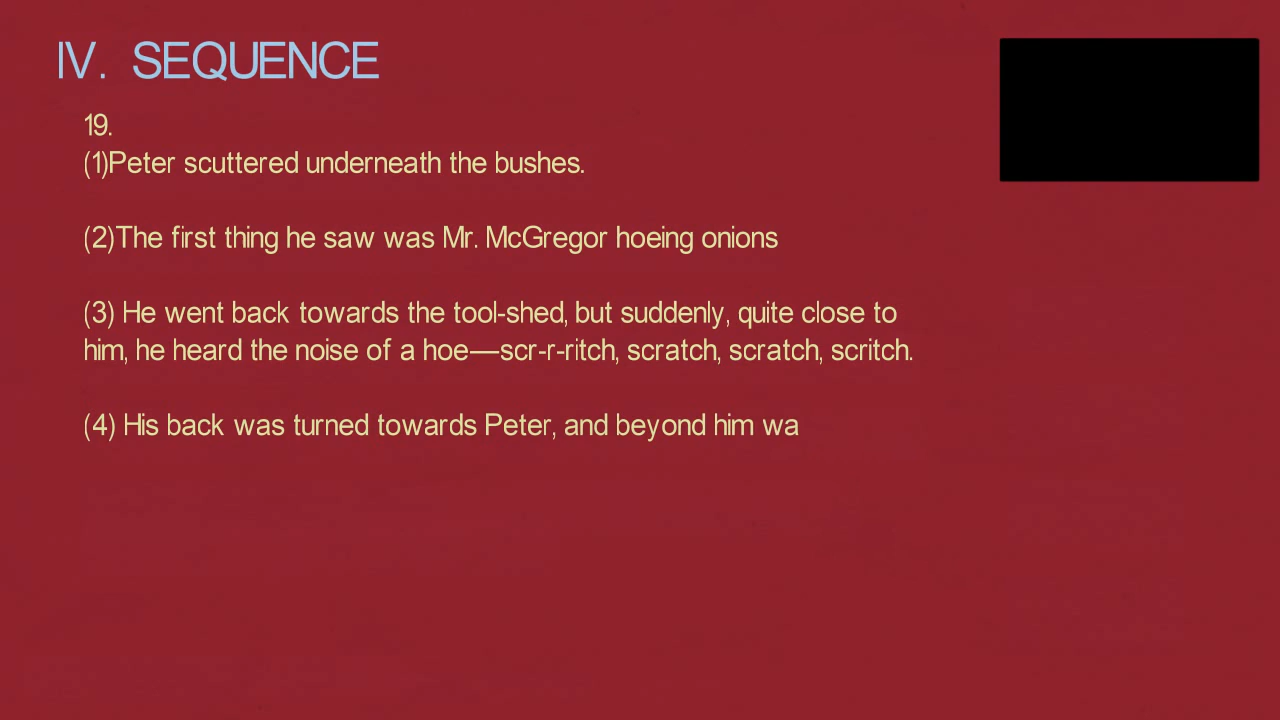 IV. SEQUENCE
19.
(1)Peter scuttered underneath the bushes.
(2)The first thing he saw was Mr. McGregor hoeing onions
(3) He went back towards the tool-shed, but suddenly, quite close to
him, he heard the noise of a hoe—scr-r-ritch, scratch, scratch, scritch.
(4) His back was turned towards Peter, and beyond him wa